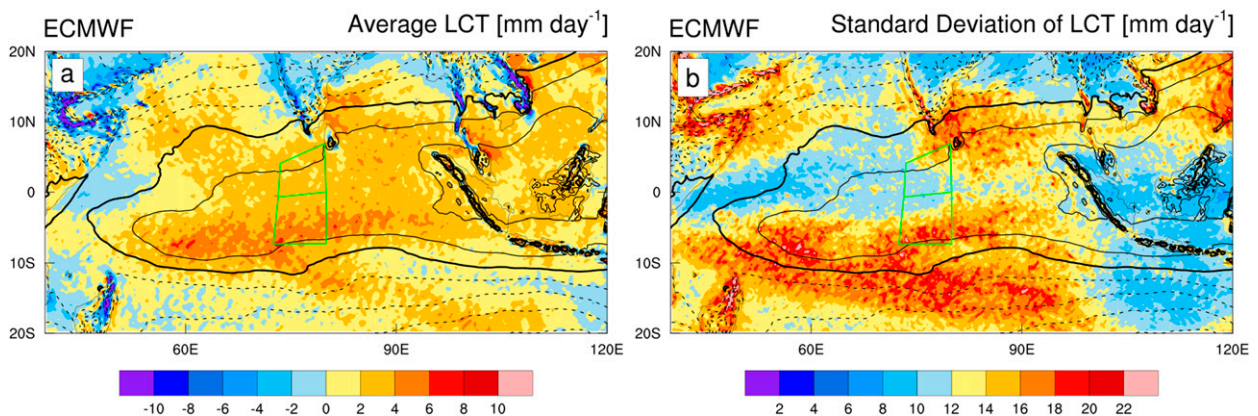 ECMWF Average LCT [mm day-1] ECMWF Standard Deviation of LCT [mm day-1]
20N 20N
a b
10N 10N
0 0
10S 10S
20S 20S
60E 90E 120E 60E 90E 120E
-10 -8 -6 -4 -2 0 2 4 6 8 10 2 4 6 8 10 12 14 16 18 20 22